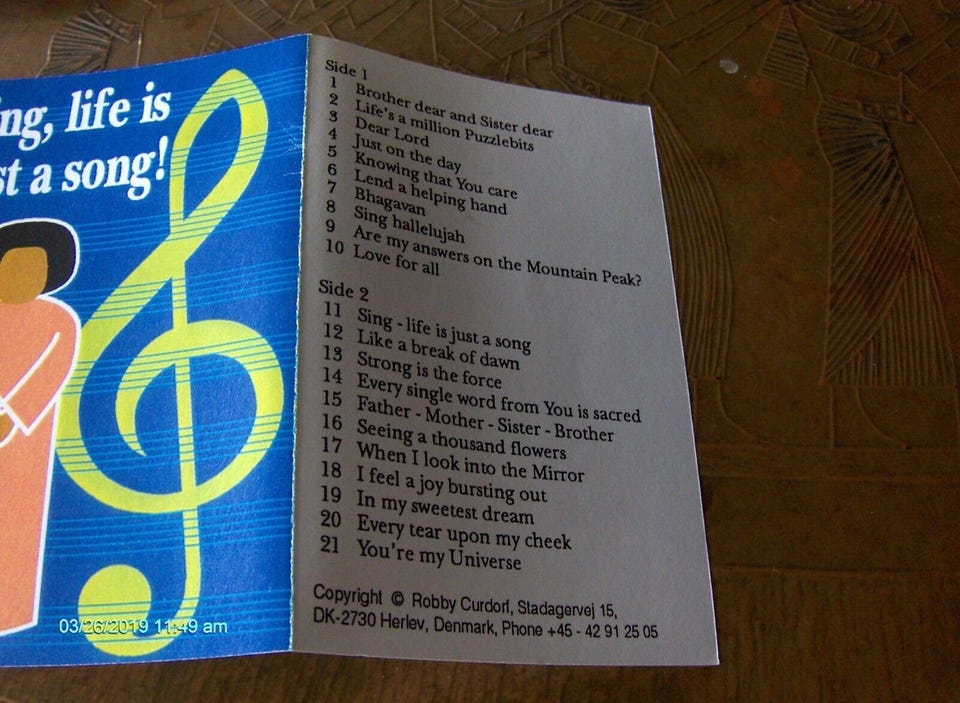 ing, life is
st a song!
Side 1
1 Brother dear and Sister dear
2 Life's a million Puzzlebits
3 Dear Lord
4 Just on the day
5 Knowing that You care
6 Lend a helping hand
7 Bhagavan
8 Sing hallelujah
9 Are my answers on the Mountain Peak?
10 Love for all
Side 2
11 Sing - life is just a song
12 Like a break of dawn
13 Strong is the force
14 Every single word from You is sacred
15 Father - Mother - Sister - Brother
16 Seeing a thousand flowers
17 When I look into the Mirror
18 I feel a joy bursting out
19 In my sweetest dream
20 Every tear upon my cheek
21 You're my Universe
Copyright © Robby Curdorf, Stadagervej 15,
DK-2730 Herlev, Denmark, Phone +45 - 42 91 25 05
03/26/2019 11:49 am